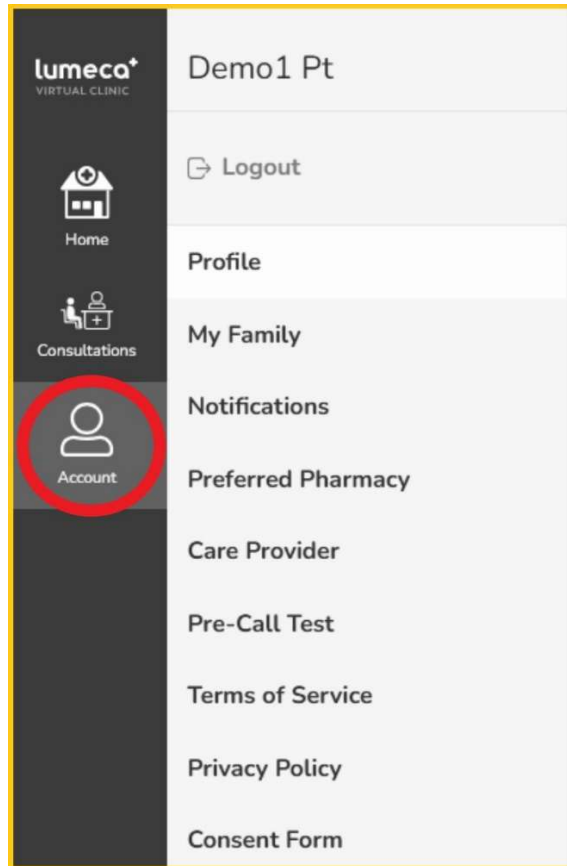 lumeca+
VIRTUAL CLINIC
Home
Consultations
Account
Demo1 Pt
Logout
Profile
My Family
Notifications
Preferred Pharmacy
Care Provider
Pre-Call Test
Terms of Service
Privacy Policy
Consent Form